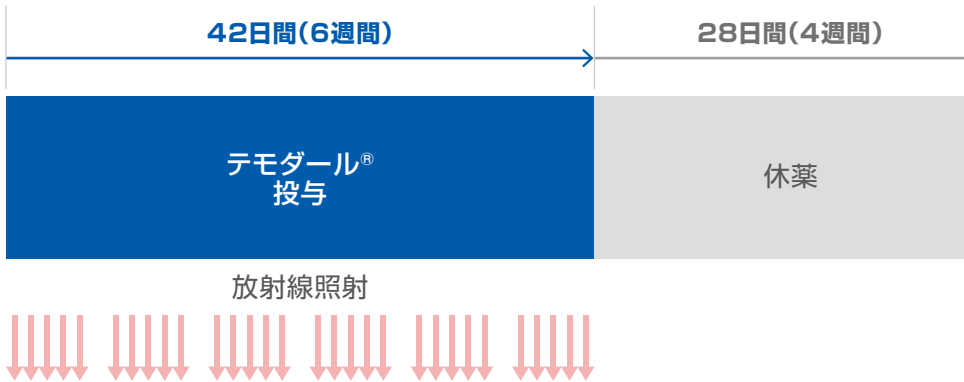 42日間(6週間)
28日間(4週間)
テモダール®
投与
休薬
放射線照射